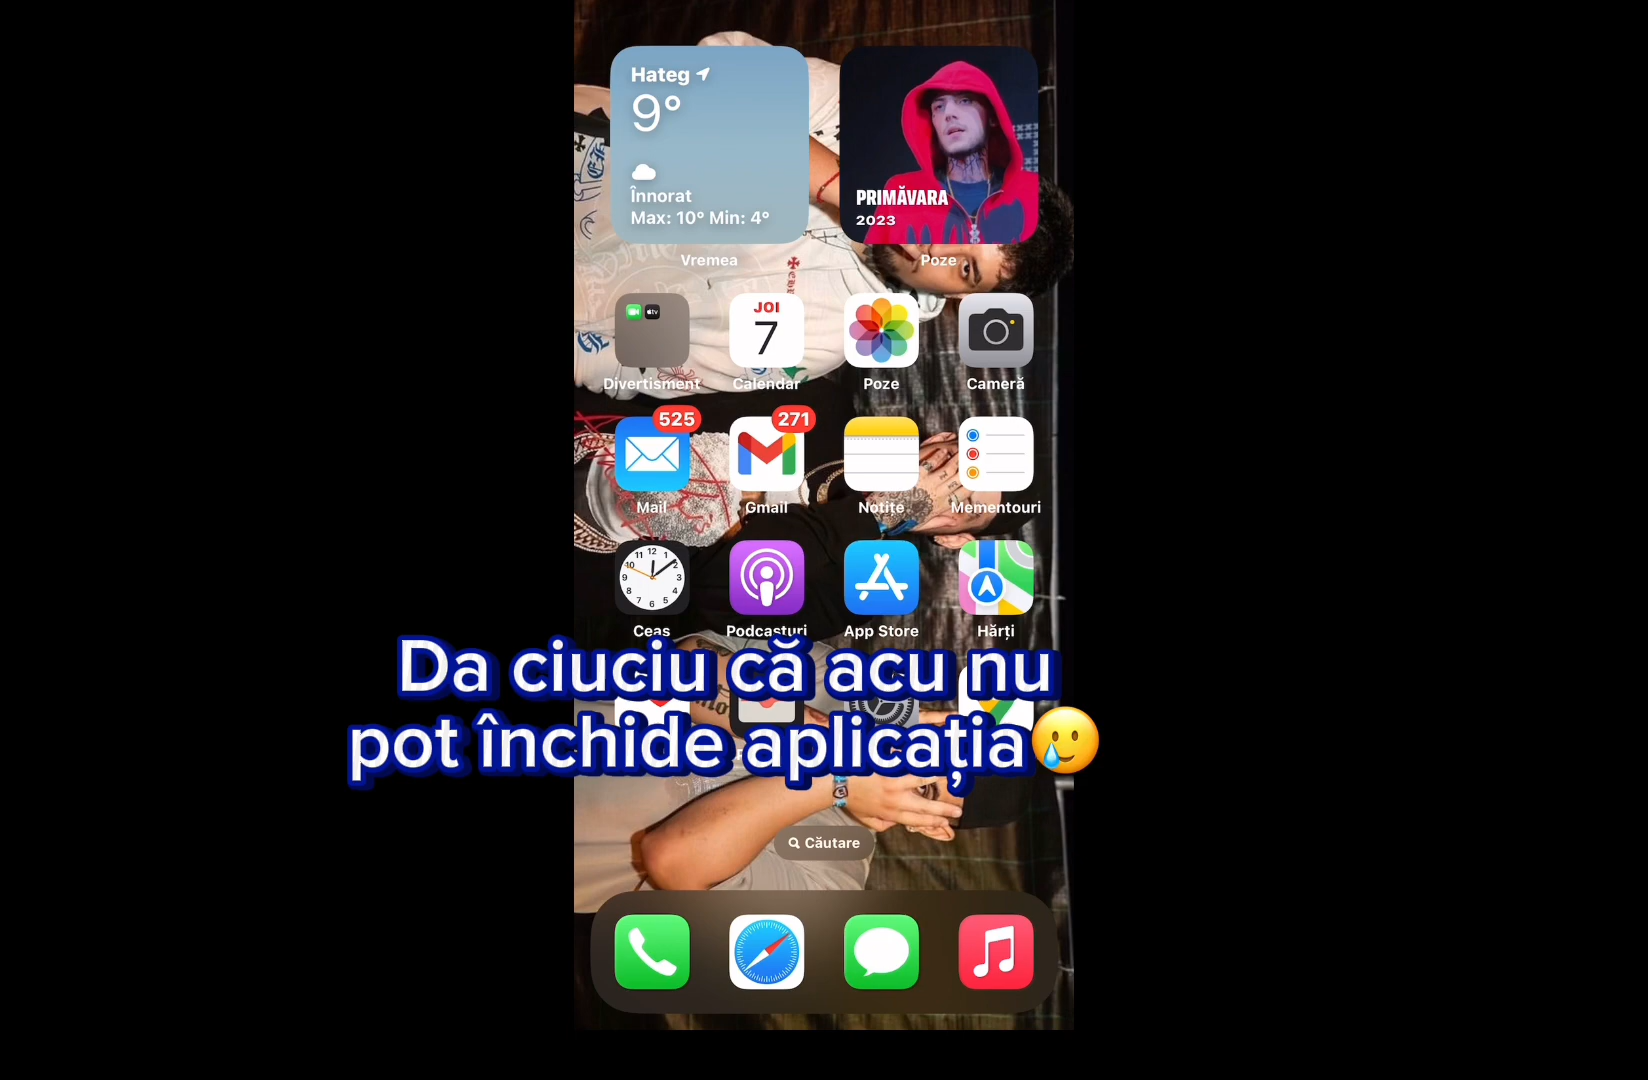 Hateg
9°
Înnorat
Max: 10° Min: 4°
Vremea
PRIMĂVARA
2023
Poze
Divertisment
JOI
7
Calendar
Poze
Cameră
525
Mail
271
Gmail
Notițe
Mementouri
Ceas
Podcasturi
App Store
Hărți
Da ciuciu că acu nu
pot închide aplicația🥲
Căutare